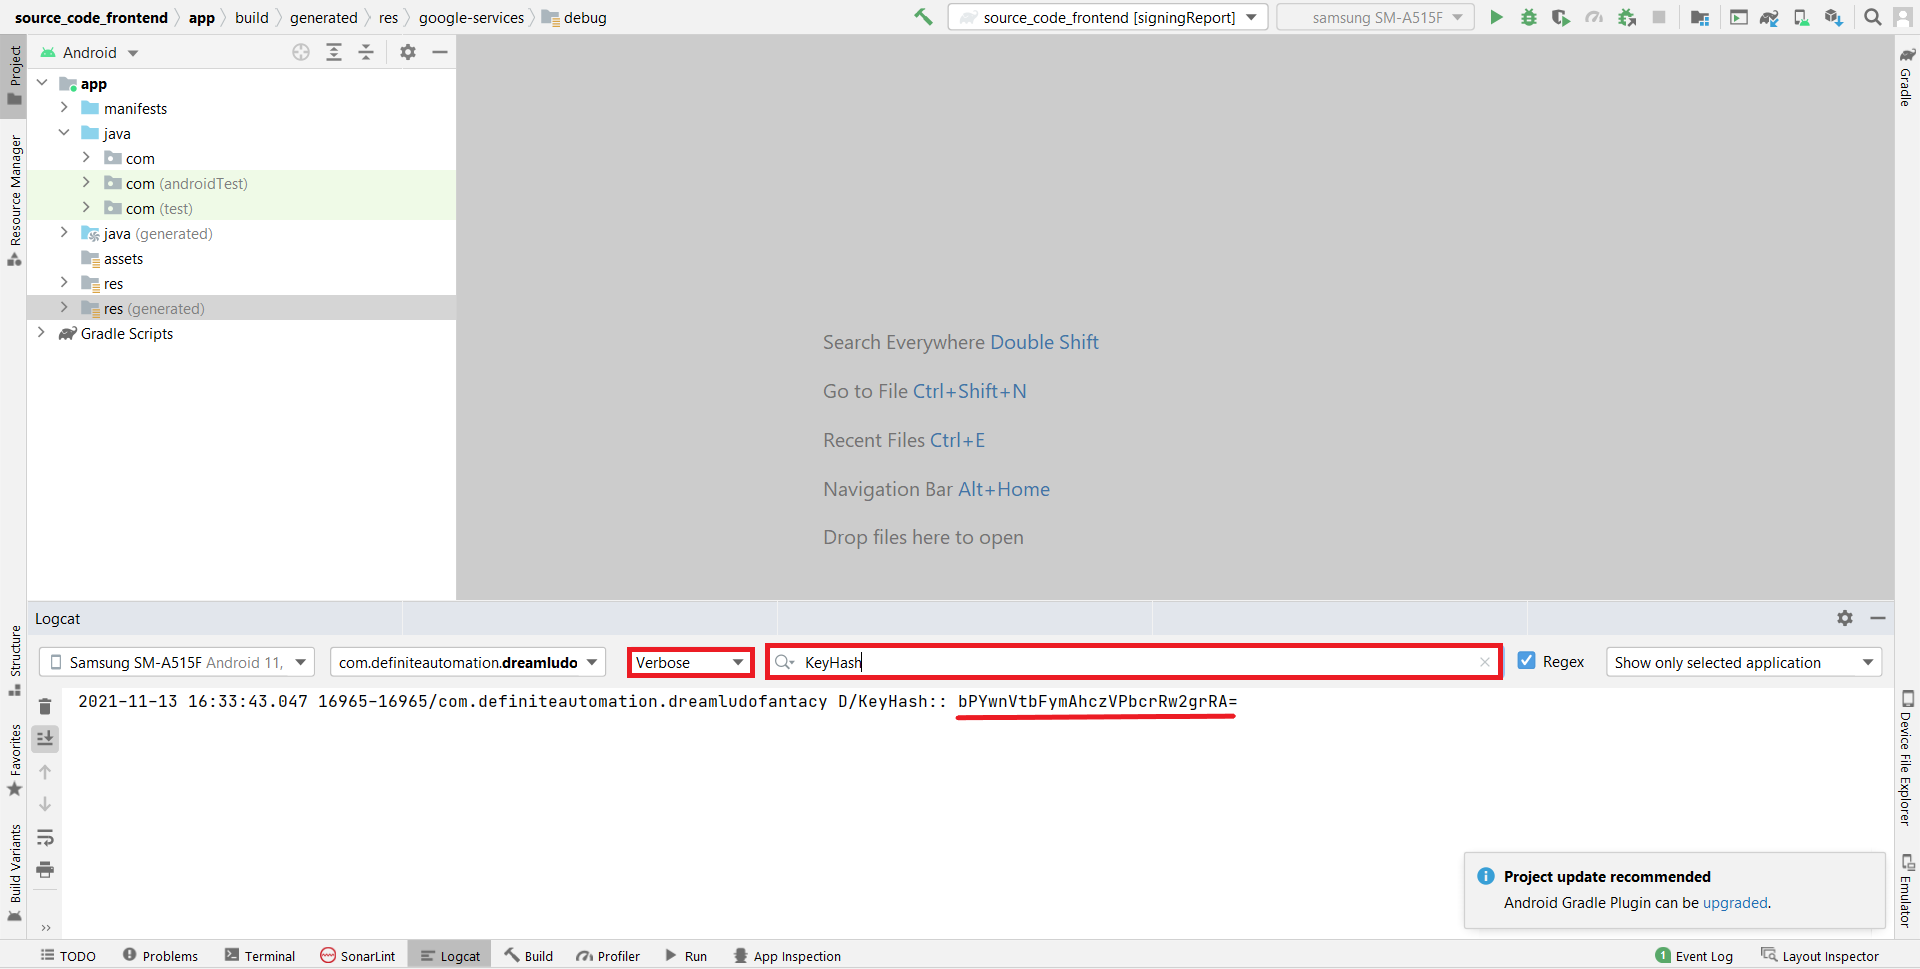 source_code_frontend app build generated res google-services debug
source_code_frontend [signingReport] samsung SM-A515F
Project
Resource Manager
Structure
Favorites
Build Variants
Android
app
manifests
java
com
com (androidTest)
com (test)
java (generated)
assets
res
res (generated)
Gradle Scripts
Search Everywhere Double Shift
Go to File Ctrl+Shift+N
Recent Files Ctrl+E
Navigation Bar Alt+Home
Drop files here to open
Gradle
Device File Explorer
Emulator
Logcat
Samsung SM-A515F Android 11, com.definiteautomation.dreamludo Verbose KeyHash Regex Show only selected application
2021-11-13 16:33:43.047 16965-16965/com.definiteautomation.dreamludofantacy D/KeyHash:: bPYwnVtbFymAhczVPbcrRw2grRA=
Project update recommended
Android Gradle Plugin can be upgraded.
TODO Problems Terminal SonarLint Logcat Build Profiler Run App Inspection 1 Event Log Layout Inspector